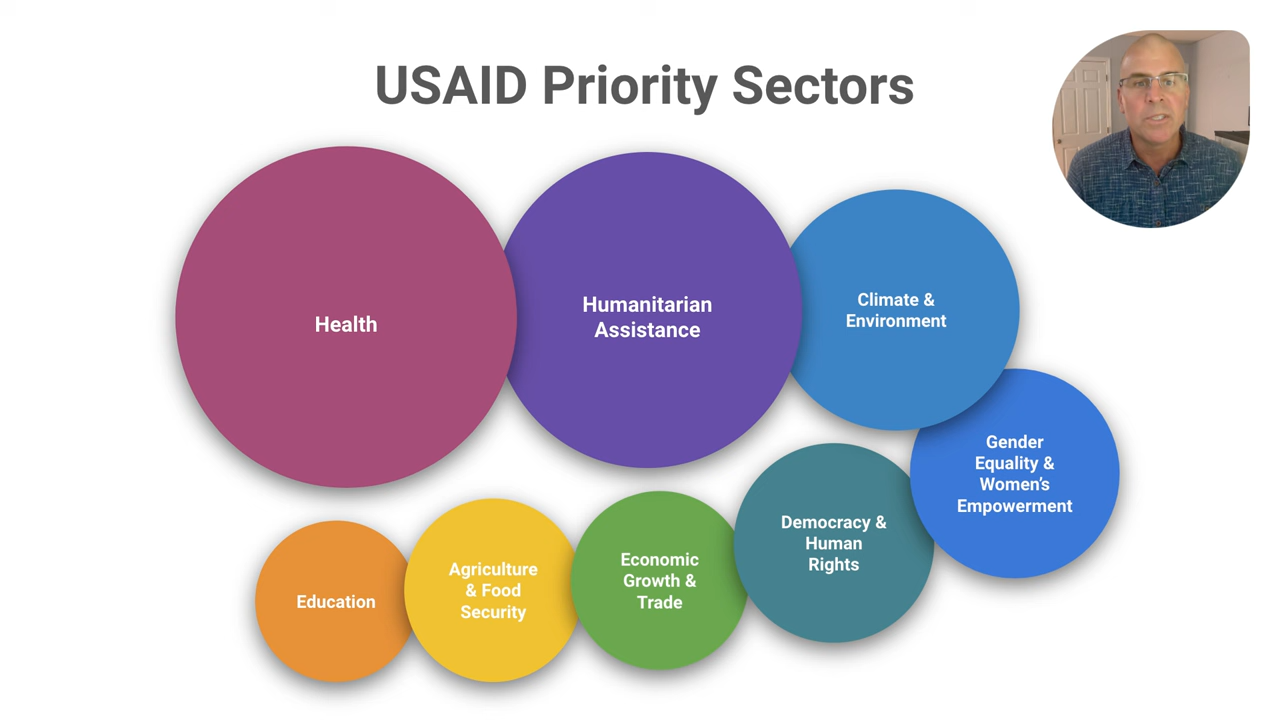 USAID Priority Sectors
Health
Humanitarian
Assistance
Climate &
Environment
Gender
Equality &
Women’s
Empowerment
Democracy &
Human
Rights
Economic
Growth &
Trade
Agriculture
& Food
Security
Education